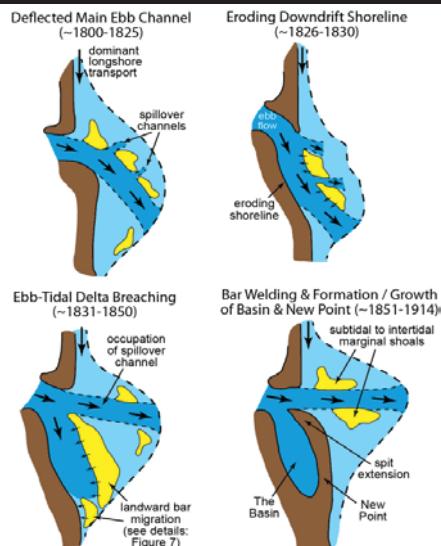 Deflected Main Ebb Channel
(~1800-1825)
dominant
longshore
transport
spillover
channels
Eroding Downdrift Shoreline
(~1826-1830)
ebb
flow
eroding
shoreline
Ebb-Tidal Delta Breaching
(~1831-1850)
occupation
of spillover
channel
landward bar
migration
(see details:
Figure 7)
Bar Welding & Formation / Growth
of Basin & New Point (~1851-1914)
subtidal to intertidal
marginal shoals
spit
extension
The
Basin
New
Point